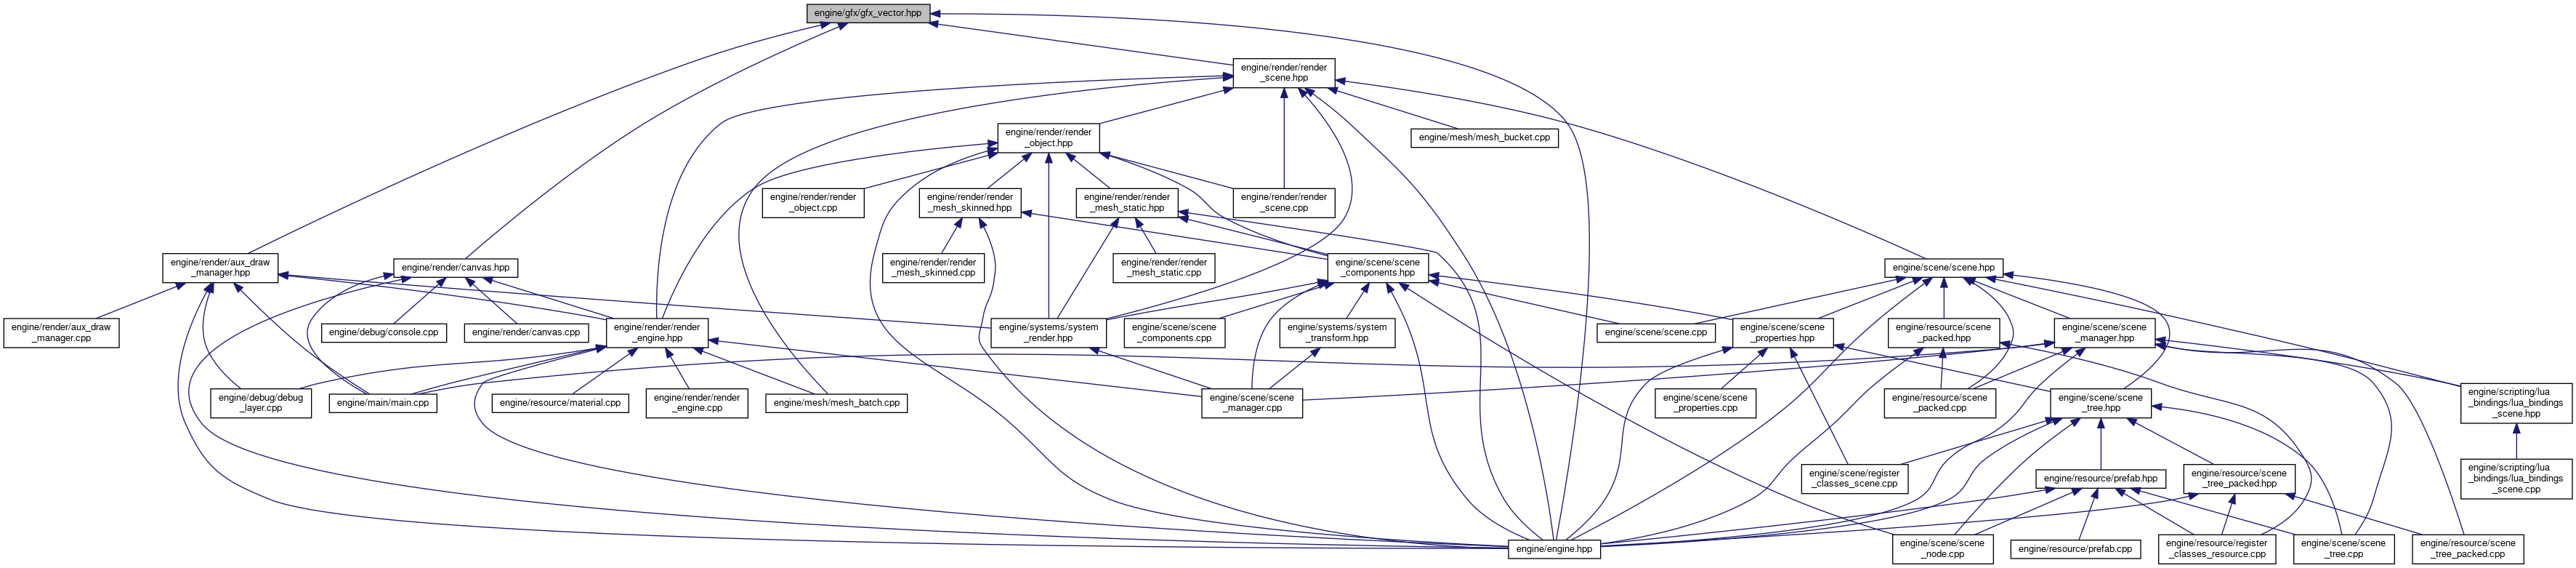 engine/gfx/gfx_vector.hpp
engine/render/render
_scene.hpp
engine/render/render
_object.hpp
engine/mesh/mesh_bucket.cpp
engine/render/render
_object.cpp
engine/render/render
_mesh_skinned.hpp
engine/render/render
_mesh_static.hpp
engine/render/render
_scene.cpp
engine/render/aux_draw
_manager.hpp
engine/render/canvas.hpp
engine/render/render
_mesh_skinned.cpp
engine/render/render
_mesh_static.cpp
engine/scene/scene
_components.hpp
engine/scene/scene.hpp
engine/render/aux_draw
_manager.cpp
engine/debug/console.cpp
engine/render/canvas.cpp
engine/render/render
_engine.hpp
engine/systems/system
_render.hpp
engine/scene/scene
_components.cpp
engine/systems/system
_transform.hpp
engine/scene/scene.cpp
engine/scene/scene
_properties.hpp
engine/resource/scene
_packed.hpp
engine/scene/scene
_manager.hpp
engine/debug/debug
_layer.cpp
engine/main/main.cpp
engine/resource/material.cpp
engine/render/render
_engine.cpp
engine/mesh/mesh_batch.cpp
engine/scene/scene
_manager.cpp
engine/scene/scene
_properties.cpp
engine/resource/scene
_packed.cpp
engine/scene/scene
_tree.hpp
engine/scripting/lua
_bindings/lua_bindings
_scene.hpp
engine/scene/register
_classes_scene.cpp
engine/resource/prefab.hpp
engine/resource/scene
_tree_packed.hpp
engine/scripting/lua
_bindings/lua_bindings
_scene.cpp
engine/engine.hpp
engine/scene/scene
_node.cpp
engine/resource/prefab.cpp
engine/resource/register
_classes_resource.cpp
engine/scene/scene
_tree.cpp
engine/resource/scene
_tree_packed.cpp